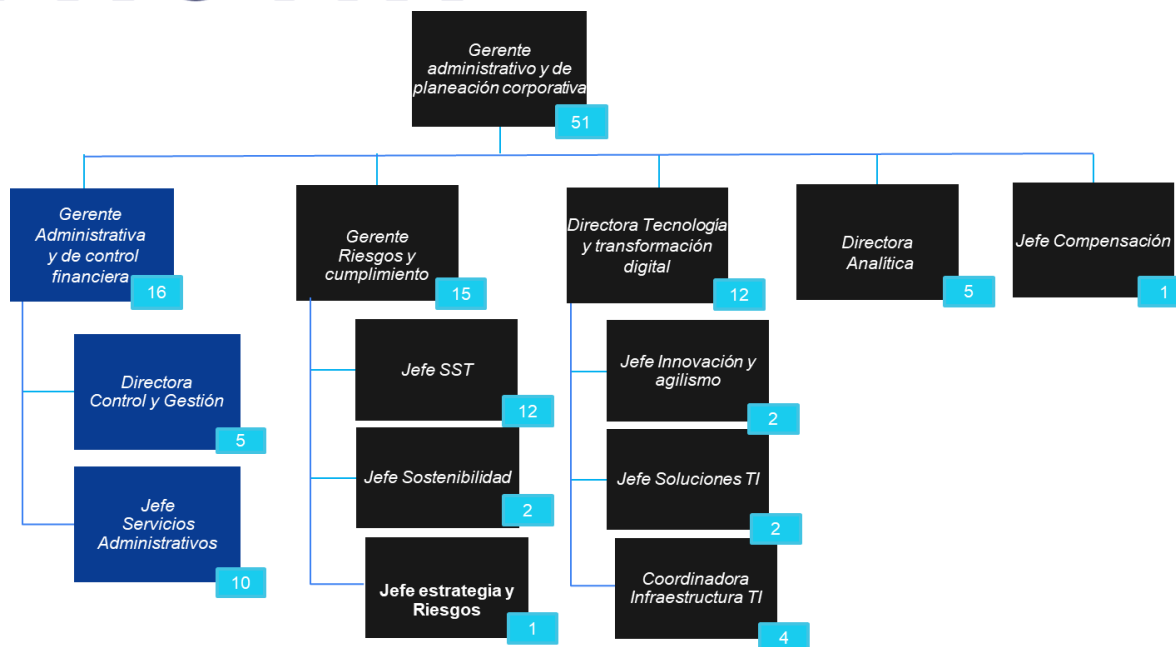 Gerente
administrativo y de
planeación corporativa
51
Gerente
Administrativa
y de control
financiera
16
Gerente
Riesgos y
cumplimiento
15
Directora Tecnología
y transformación
digital
12
Directora
Analítica
5
Jefe Compensación
1
Directora
Control y Gestión
5
Jefe
Servicios
Administrativos
10
Jefe SST
12
Jefe Sostenibilidad
2
Jefe estrategia y
Riesgos
1
Jefe Innovación y
agilismo
2
Jefe Soluciones TI
2
Coordinadora
Infraestructura TI
4